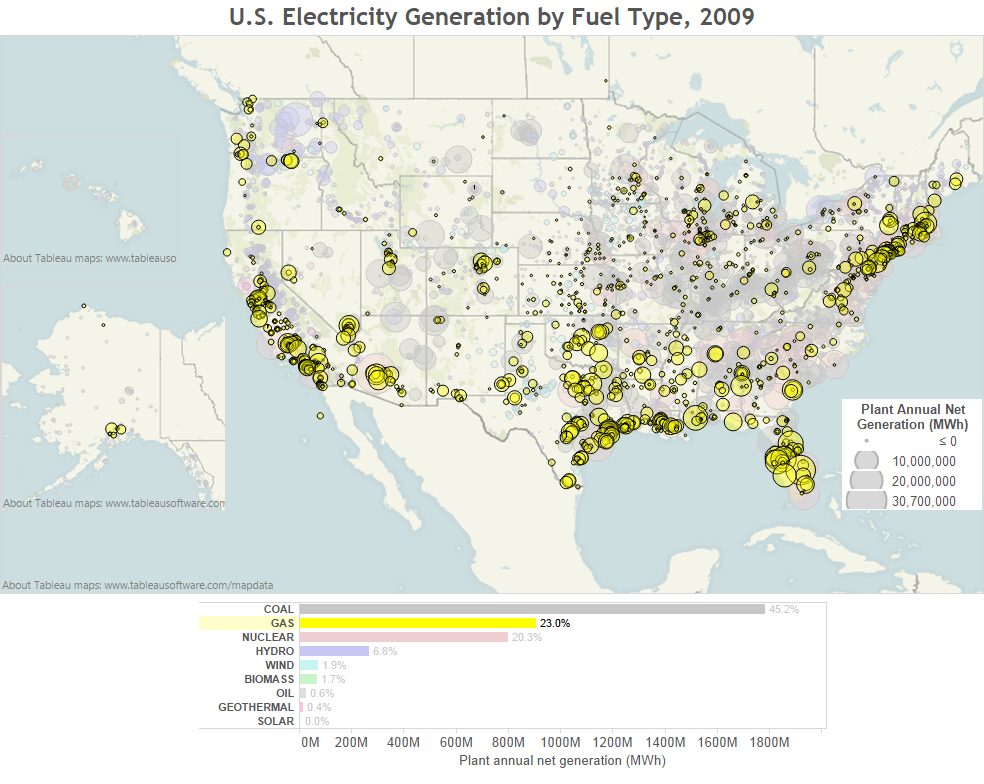 U.S. Electricity Generation by Fuel Type, 2009
About Tableau maps: www.tableauso
Plant Annual Net
Generation (MWh)
≤ 0
10,000,000
20,000,000
30,700,000
About Tableau maps: www.tableausoftware.com
About Tableau maps: www.tableausoftware.com/mapdata
COAL 45.2%
GAS 23.0%
NUCLEAR 20.3%
HYDRO 6.8%
WIND 1.9%
BIOMASS 1.7%
OIL 0.6%
GEOTHERMAL 0.4%
SOLAR 0.0%
0M 200M 400M 600M 800M 1000M 1200M 1400M 1600M 1800M
Plant annual net generation (MWh)